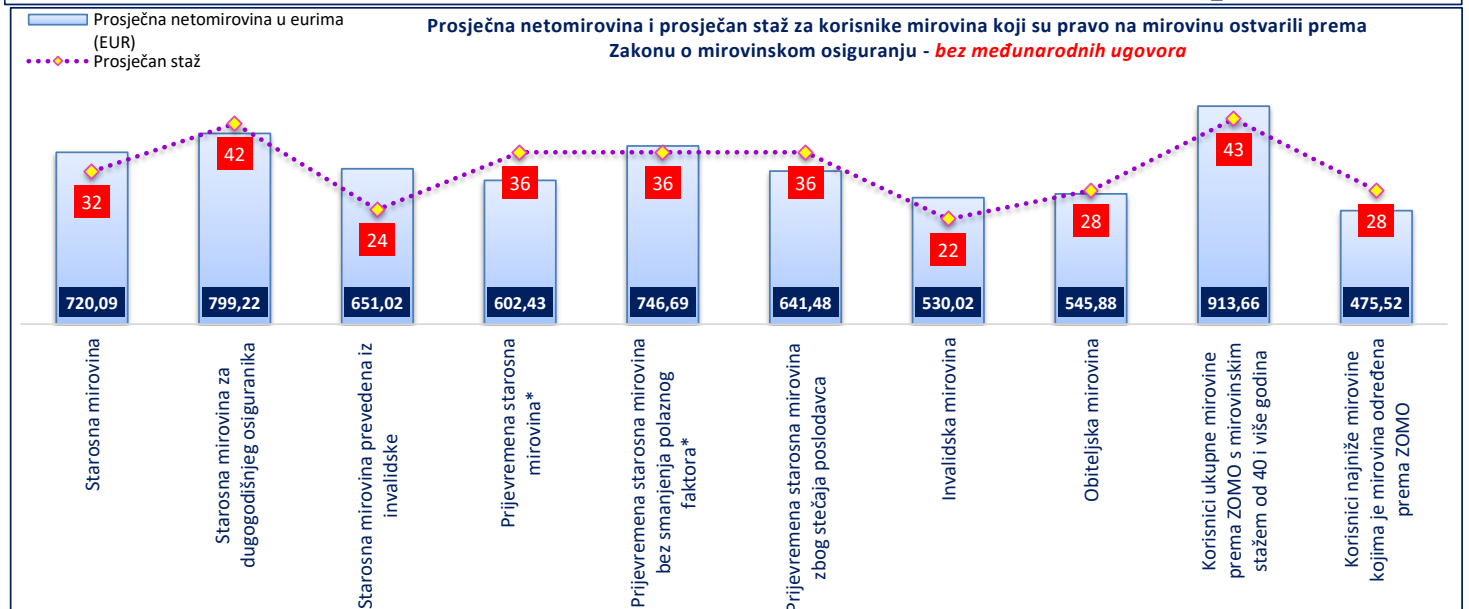 Prosječna netomirovina u eurima
(EUR)
Prosječan staž
Prosječna netomirovina i prosječan staž za korisnike mirovina koji su pravo na mirovinu ostvarili prema
Zakonu o mirovinskom osiguranju - bez međunarodnih ugovora
32
42
24
36
36
36
22
28
43
28
720,09
799,22
651,02
602,43
746,69
641,48
530,02
545,88
913,66
475,52
Starosna mirovina
Starosna mirovina za
dugogodišnjeg osiguranika
Starosna mirovina prevedena iz
invalidske
Prijevremena starosna
mirovina*
Prijevremena starosna mirovina
bez smanjenja polaznog
faktora*
Prijevremena starosna mirovina
zbog stečaja poslodavca
Invalidska mirovina
Obiteljska mirovina
Korisnici ukupne mirovine
prema ZOMO s mirovinskim
stažem od 40 i više godina
Korisnici najniže mirovine
kojima je mirovina određena
prema ZOMO